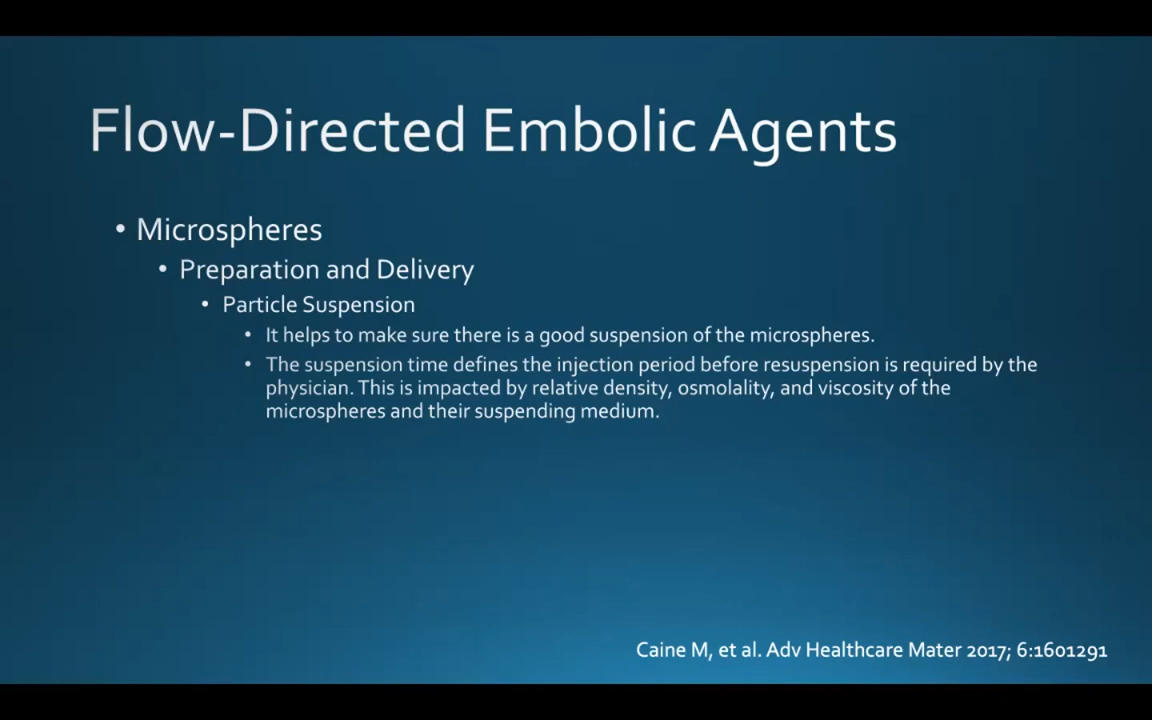 Flow-Directed Embolic Agents
• Microspheres
• Preparation and Delivery
• Particle Suspension
• It helps to make sure there is a good suspension of the microspheres.
• The suspension time defines the injection period before resuspension is required by the
physician. This is impacted by relative density, osmolality, and viscosity of the
microspheres and their suspending medium.
Caine M, et al. Adv Healthcare Mater 2017; 6:1601291